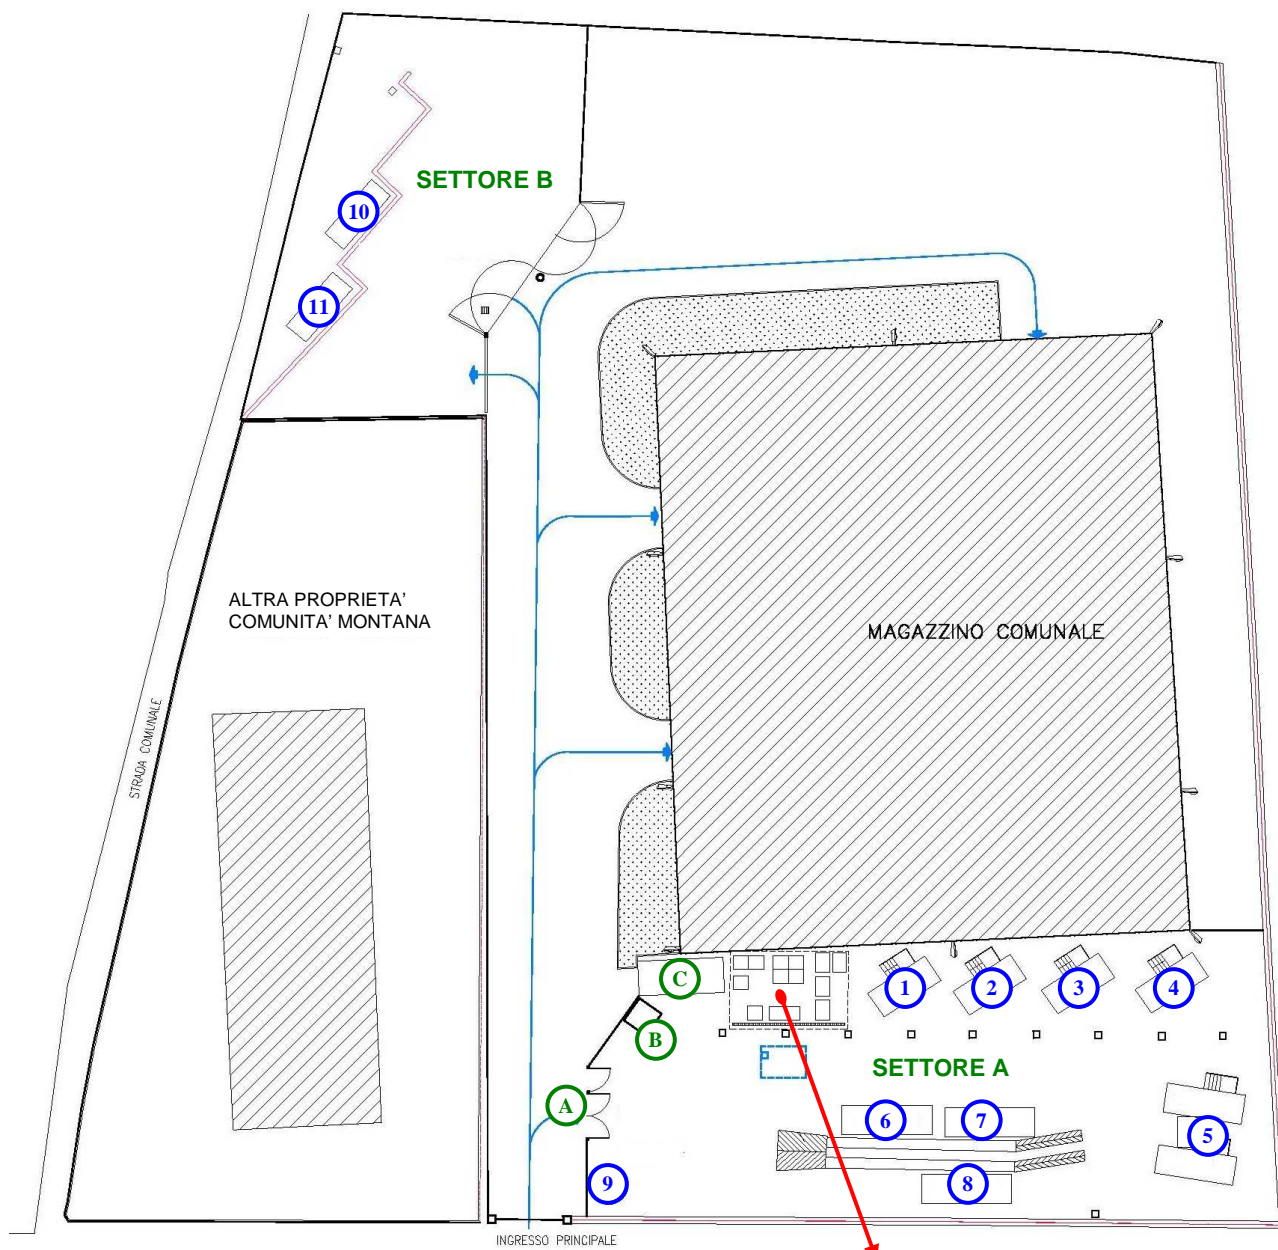 SETTORE B
10
11
ALTRA PROPRIETA'
COMUNITA' MONTANA
MAGAZZINO COMUNALE
STRADA COMUNALE
C
1
2
3
4
B
SETTORE A
A
6
7
5
9
8
INGRESSO PRINCIPALE